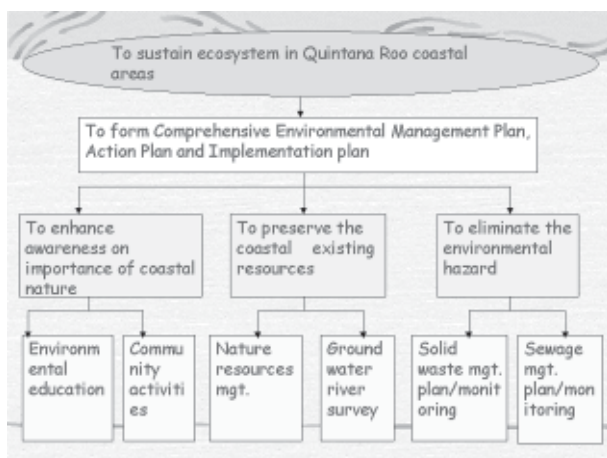 To sustain ecosystem in Quintana Roo coastal
areas
To form Comprehensive Environmental Management Plan,
Action Plan and Implementation plan
To enhance
awareness on
importance of coastal
nature
To preserve the
coastal existing
resources
To eliminate the
environmental
hazard
Environm
ental
education
Commu
nity
activiti
es
Nature
resources
mgt.
Ground
water
river
survey
Solid
waste mgt.
plan/monit
oring
Sewage
mgt.
plan/mon
itoring